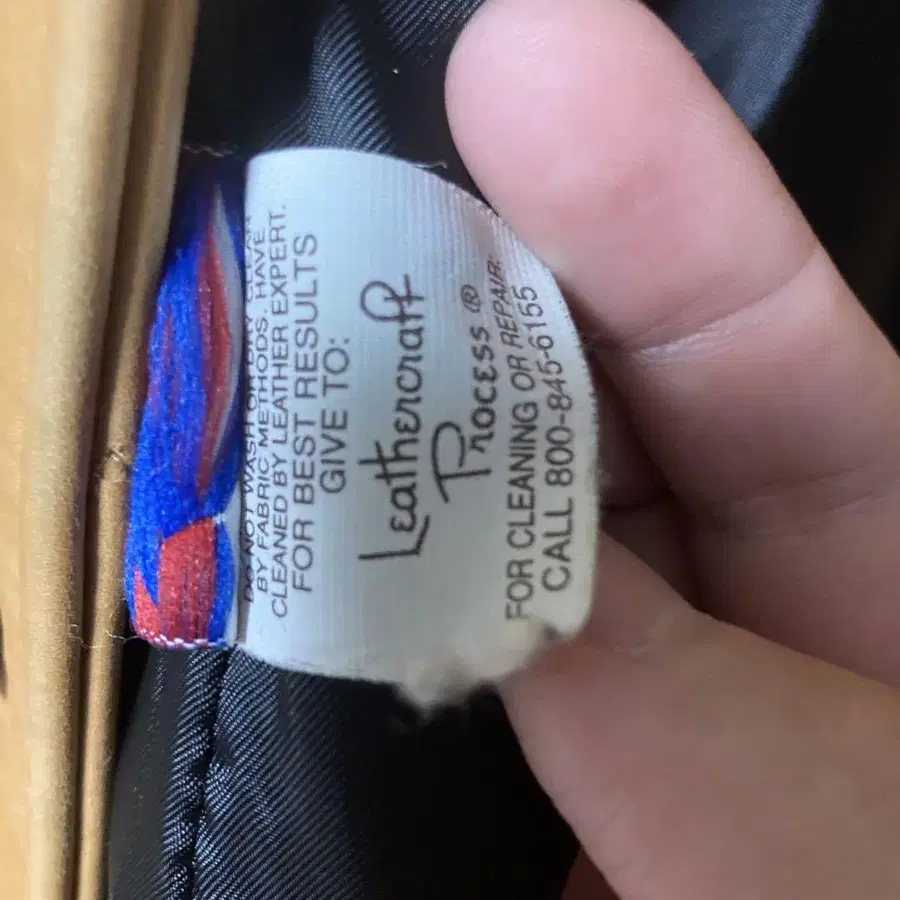 DO NOT WASH OR DRY CLEAN
BY FABRIC METHODS. HAVE
CLEANED BY LEATHER EXPERT.
FOR BEST RESULTS
GIVE TO:
Leathercraft
Process ®
FOR CLEANING OR REPAIR:
CALL 800-845-6155